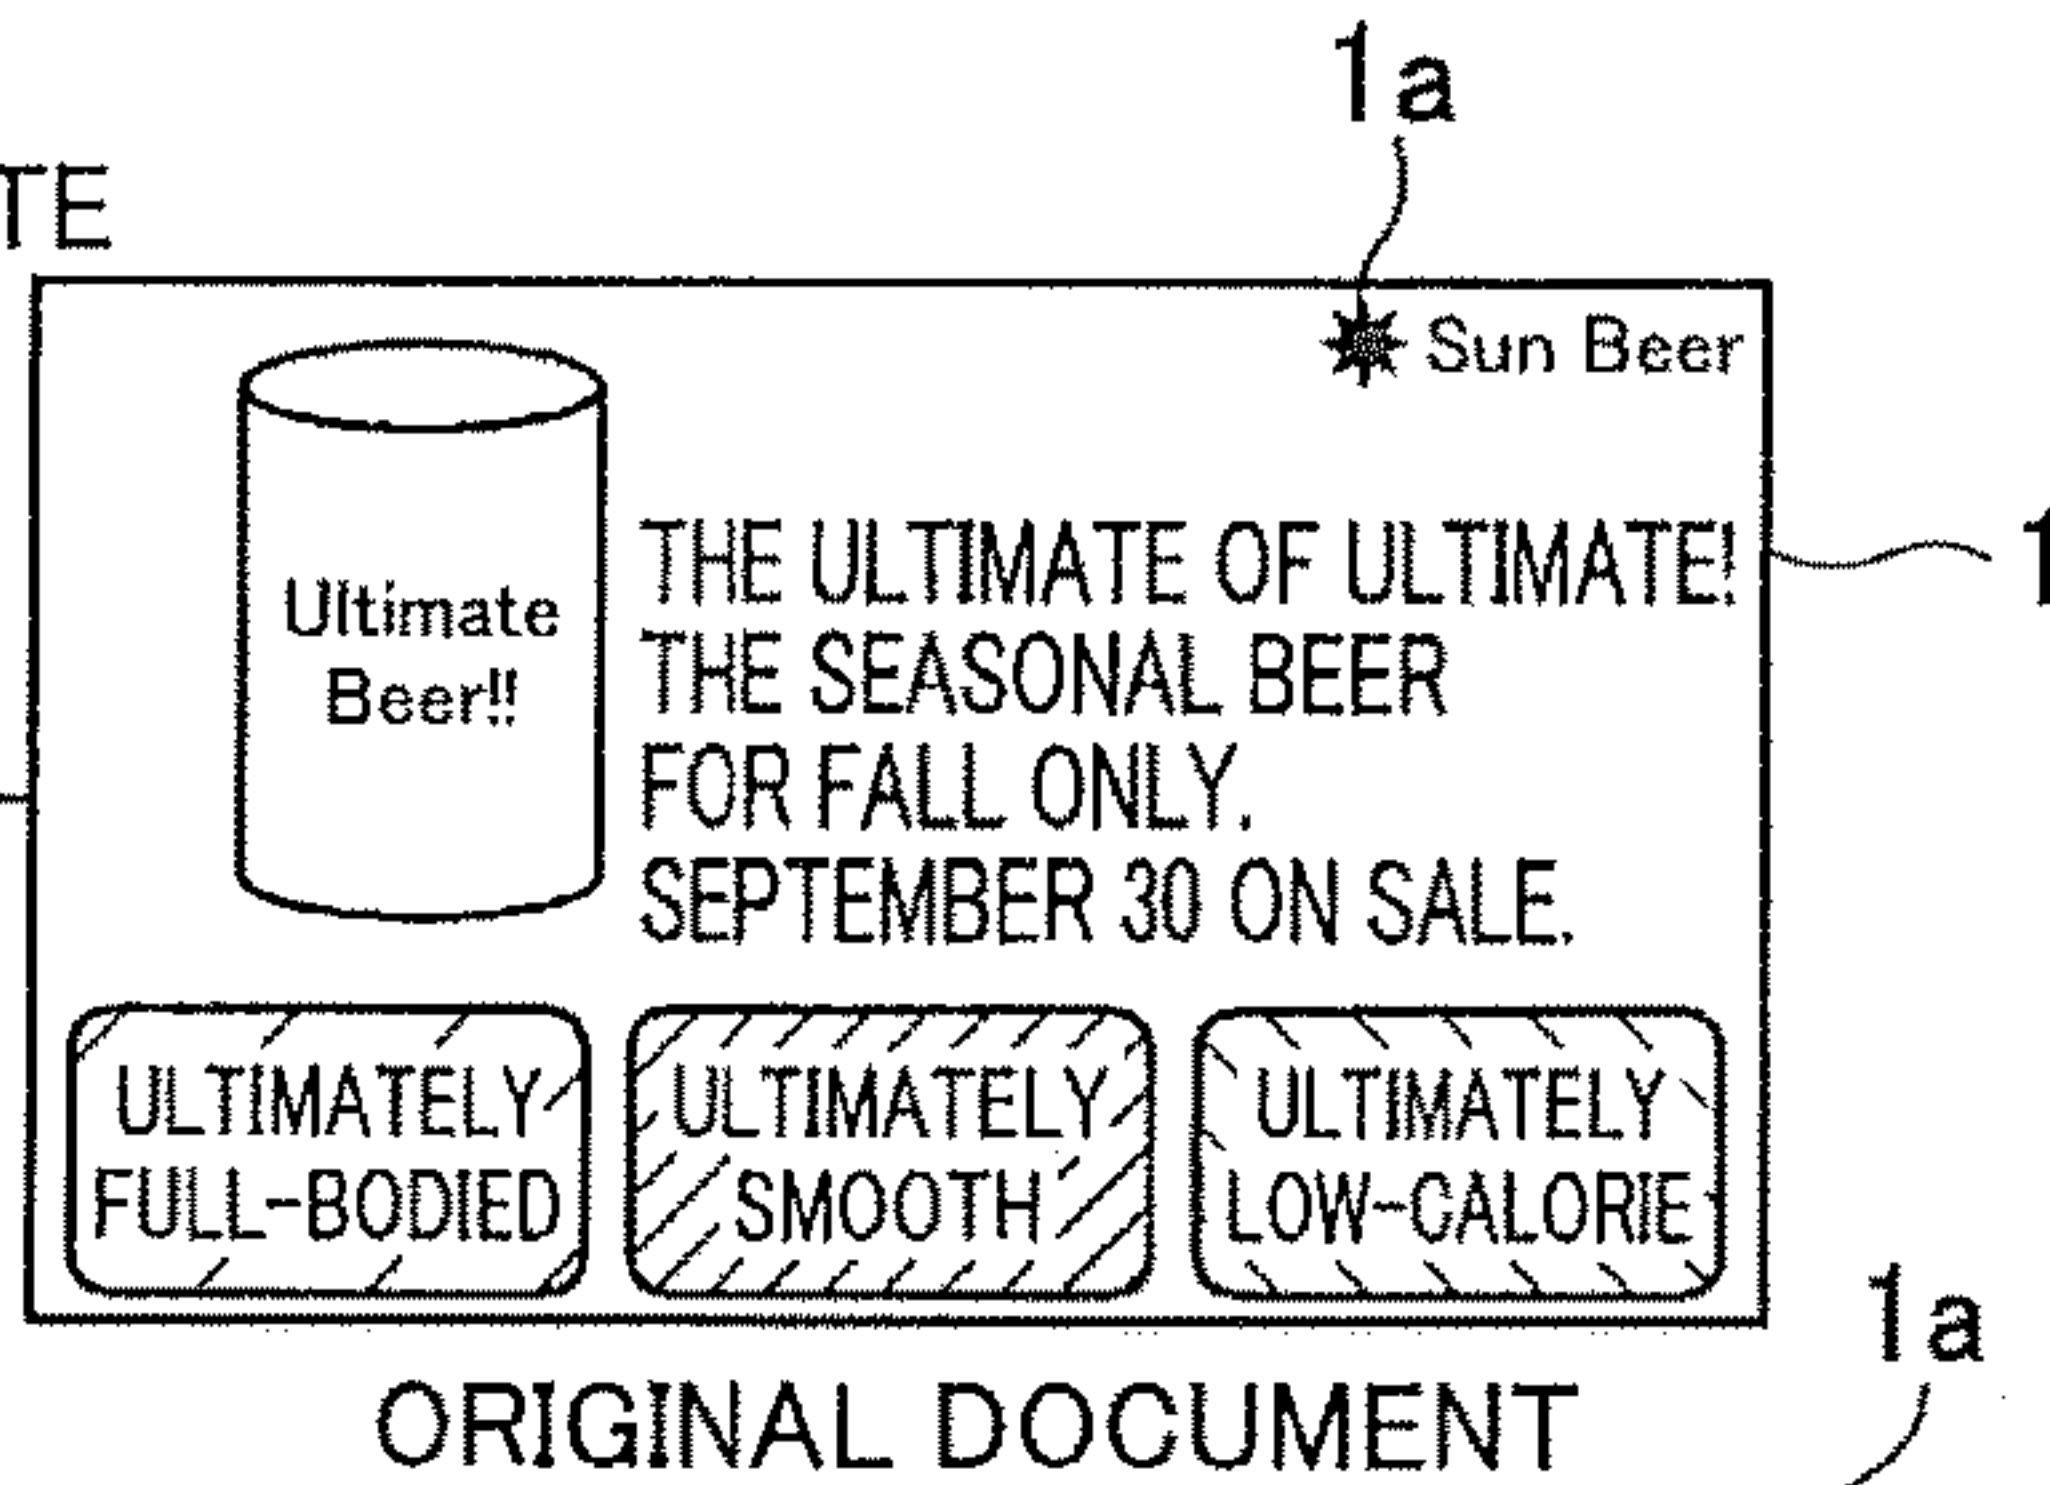 1a
TE
Sun Beer
Ultimate
Beer!!
THE ULTIMATE OF ULTIMATE!
THE SEASONAL BEER
FOR FALL ONLY.
SEPTEMBER 30 ON SALE.
1
ULTIMATELY
FULL-BODIED
ULTIMATELY
SMOOTH
ULTIMATELY
LOW-CALORIE
1a
ORIGINAL DOCUMENT